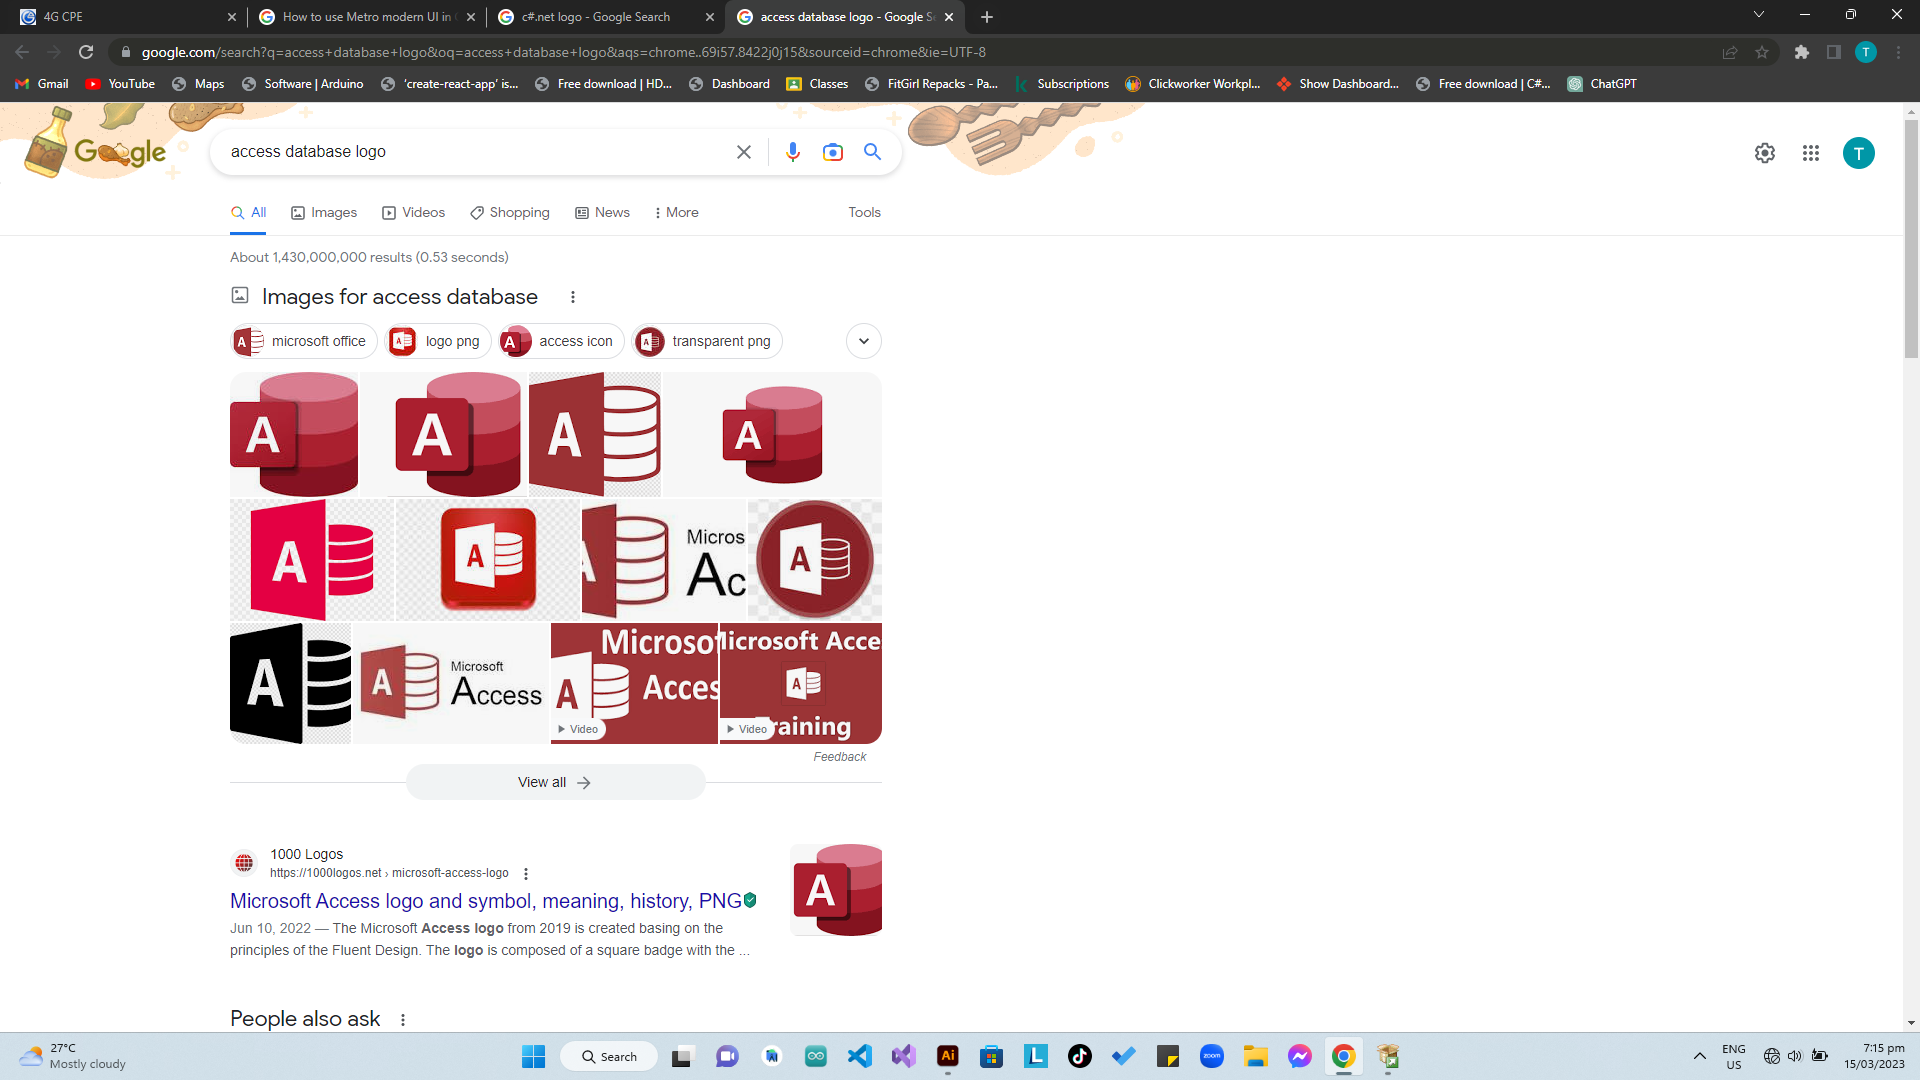 4G CPE
How to use Metro modern UI in
c#.net logo - Google Search
access database logo - Google Se
google.com/search?q=access+database+logo&oq=access+database+logo&aqs=chrome..69i57.8422j0j15&sourceid=chrome&ie=UTF-8
T
Gmail
YouTube
Maps
Software | Arduino
'create-react-app' is...
Free download | HD...
Dashboard
Classes
FitGirl Repacks - Pa...
Subscriptions
Clickworker Workpl...
Show Dashboard...
Free download | C#...
ChatGPT
Google
access database logo
T
All
Images
Videos
Shopping
News
More
Tools
About 1,430,000,000 results (0.53 seconds)
Images for access database
microsoft office
logo png
access icon
transparent png
A
A
A
A
A
A
Micros
Ac
A
A
A
Microsoft
Access
Microsof
A
Acces
Video
Microsoft Acce
A
Training
Video
Feedback
View all
1000 Logos
https://1000logos.net › microsoft-access-logo
Microsoft Access logo and symbol, meaning, history, PNG
Jun 10, 2022 — The Microsoft Access logo from 2019 is created basing on the
principles of the Fluent Design. The logo is composed of a square badge with the ...
A
People also ask
27°C
Mostly cloudy
Search
Ai
L
zoom
ENG
US
7:15 pm
15/03/2023